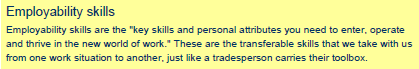 Employability skills
Employability skills are the "key skills and personal attributes you need to enter, operate
and thrive in the new world of work." These are the transferable skills that we take with us
from one work situation to another, just like a tradesperson carries their toolbox.